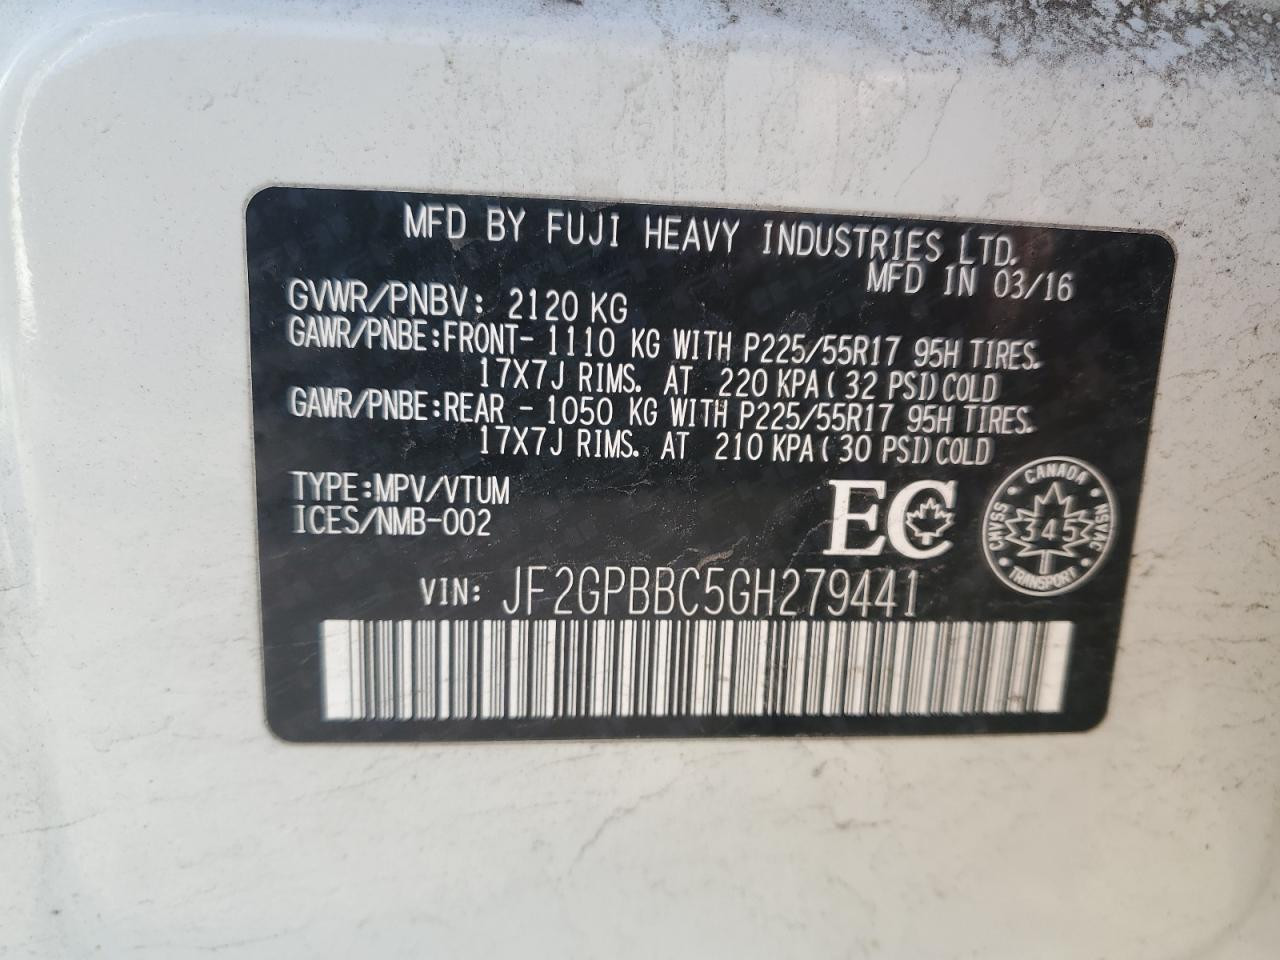 MFD BY FUJI HEAVY INDUSTRIES LTD.
MFD IN 03/16
GVWR/PNBV: 2120 KG
GAWR/PNBE:FRONT- 1110 KG WITH P225/55R17 95H TIRES.
17X7J RIMS. AT 220 KPA(32 PSI)COLD
GAWR/PNBE:REAR - 1050 KG WITH P225/55R17 95H TIRES.
17X7J RIMS. AT 210 KPA(30 PSI)COLD
TYPE:MPV/VTUM
ICES/NMB-002
EC
CANADA
CMVSS
345
NSVAC
TRANSPORT
VIN: JF2GPBBC5GH279441